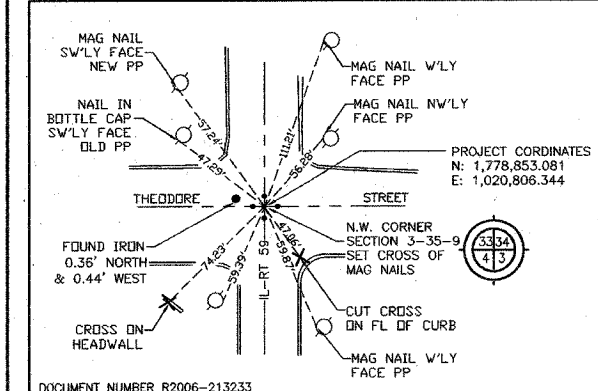 MAG NAIL
SW'LY FACE
NEW PP
NAIL IN
BOTTLE CAP
SW'LY FACE
OLD PP
57.24'
47.29'
111.21'
56.28'
MAG NAIL W'LY
FACE PP
MAG NAIL NW'LY
FACE PP
PROJECT CORDINATES
N: 1,778,853.081
E: 1,020,806.344
THEODORE
STREET
FOUND IRON
0.36' NORTH
& 0.44' WEST
74.23'
59.39'
IL-RT 59
47.06'
59.87'
N.W. CORNER
SECTION 3-35-9
SET CROSS OF
MAG NAILS
33 34
4 3
CROSS ON
HEADWALL
CUT CROSS
ON FL OF CURB
MAG NAIL W'LY
FACE PP
DOCUMENT NUMBER R2006-213233